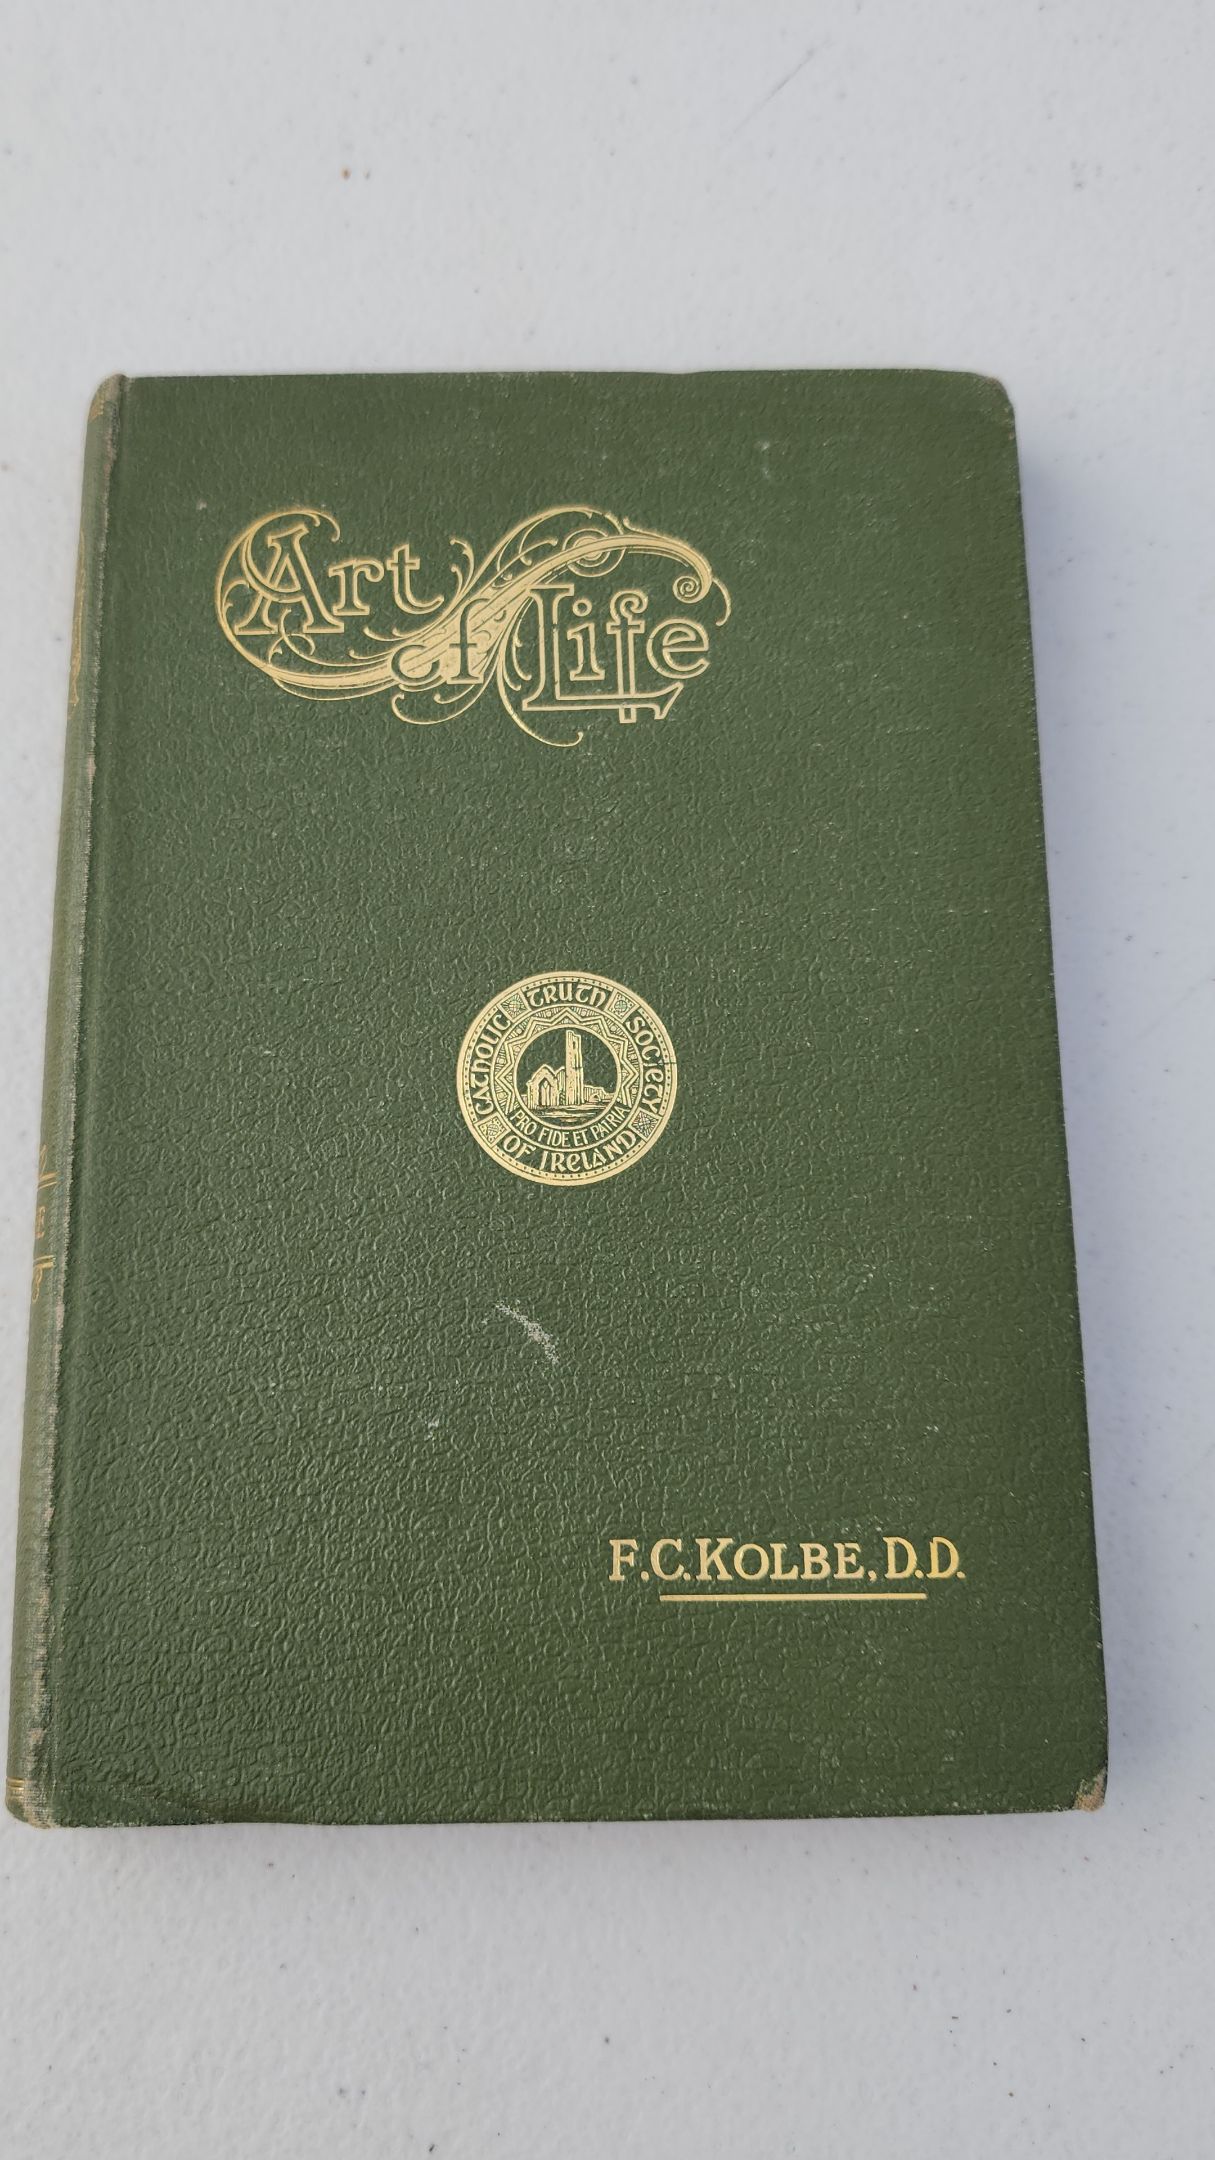 Art
of Life
CATHOLIC TRUTH SOCIETY
OF IRELAND
PRO FIDE ET PATRIA
F.C. KOLBE, D.D.